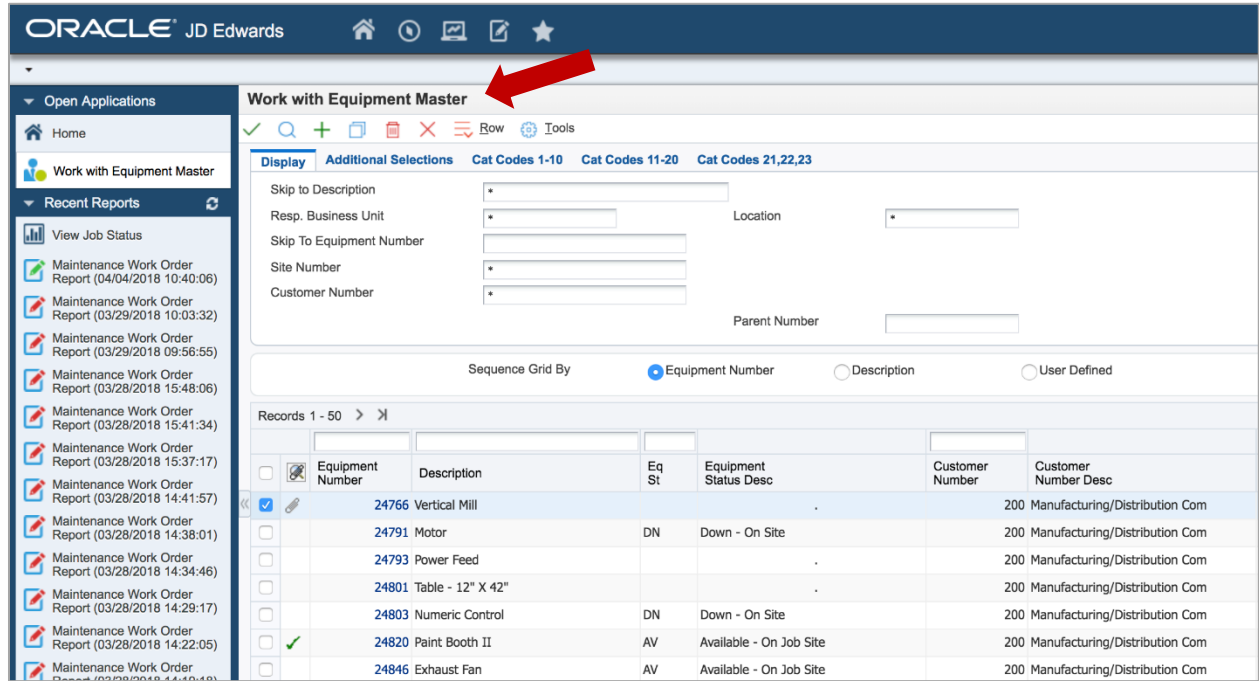 ORACLE® JD Edwards
Open Applications
Home
Work with Equipment Master
Recent Reports
View Job Status
Maintenance Work Order
Report (04/04/2018 10:40:06)
Maintenance Work Order
Report (03/29/2018 10:03:32)
Maintenance Work Order
Report (03/29/2018 09:56:55)
Maintenance Work Order
Report (03/28/2018 15:48:06)
Maintenance Work Order
Report (03/28/2018 15:41:34)
Maintenance Work Order
Report (03/28/2018 15:37:17)
Maintenance Work Order
Report (03/28/2018 14:41:57)
Maintenance Work Order
Report (03/28/2018 14:38:01)
Maintenance Work Order
Report (03/28/2018 14:34:46)
Maintenance Work Order
Report (03/28/2018 14:29:17)
Maintenance Work Order
Report (03/28/2018 14:22:05)
Maintenance Work Order
Work with Equipment Master
Row Tools
Display Additional Selections Cat Codes 1-10 Cat Codes 11-20 Cat Codes 21,22,23
Skip to Description *
Resp. Business Unit * Location *
Skip To Equipment Number
Site Number *
Customer Number *
Parent Number
Sequence Grid By Equipment Number Description User Defined
Records 1 - 50
Equipment Number Description Eq St Equipment Status Desc Customer Number Customer Number Desc
24766 Vertical Mill . 200 Manufacturing/Distribution Com
24791 Motor DN Down - On Site 200 Manufacturing/Distribution Com
24793 Power Feed . 200 Manufacturing/Distribution Com
24801 Table - 12" X 42" . 200 Manufacturing/Distribution Com
24803 Numeric Control DN Down - On Site 200 Manufacturing/Distribution Com
24820 Paint Booth II AV Available - On Job Site 200 Manufacturing/Distribution Com
24846 Exhaust Fan AV Available - On Job Site 200 Manufacturing/Distribution Com